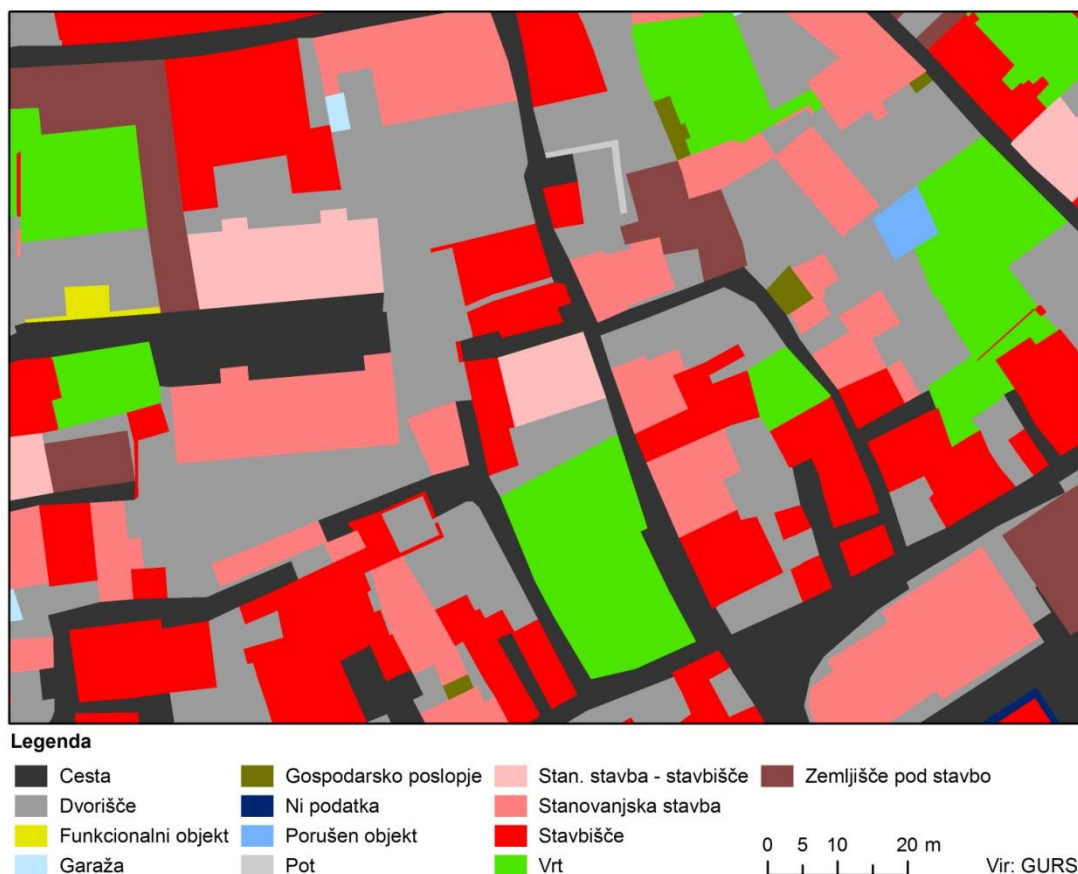 Legenda
Cesta
Dvorišče
Funkcionalni objekt
Garaža
Gospodarsko poslopje
Ni podatka
Porušen objekt
Pot
Stan. stavba - stavbišče
Stanovanjska stavba
Stavbišče
Vrt
Zemljišče pod stavbo
0 5 10 20 m
Vir: GURS